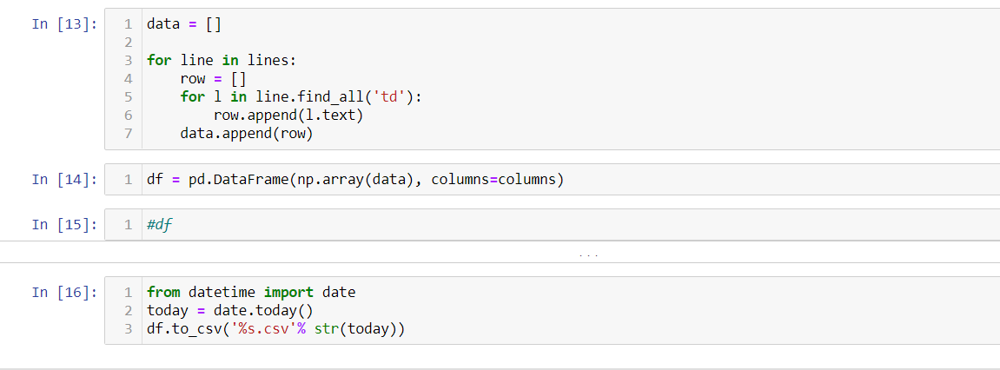 In [13]:
1 data = []
2
3 for line in lines:
4     row = []
5     for l in line.find_all('td'):
6         row.append(l.text)
7     data.append(row)
In [14]:
1 df = pd.DataFrame(np.array(data), columns=columns)
In [15]:
1 #df
...
In [16]:
1 from datetime import date
2 today = date.today()
3 df.to_csv('%s.csv'% str(today))